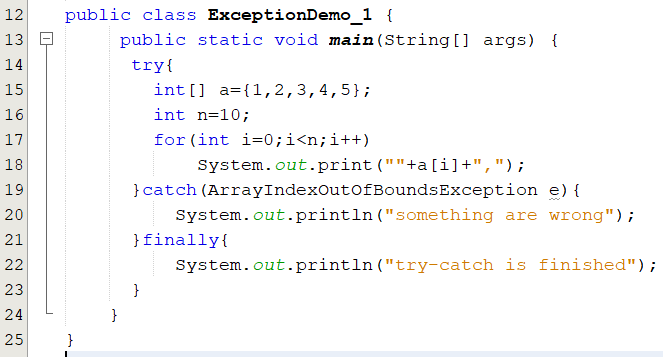 12 public class ExceptionDemo_1 {
13 public static void main(String[] args) {
14 try{
15 int[] a={1,2,3,4,5};
16 int n=10;
17 for(int i=0;i<n;i++)
18 System.out.print(""+a[i]+",");
19 }catch(ArrayIndexOutOfBoundsException e){
20 System.out.println("something are wrong");
21 }finally{
22 System.out.println("try-catch is finished");
23 }
24 }
25 }